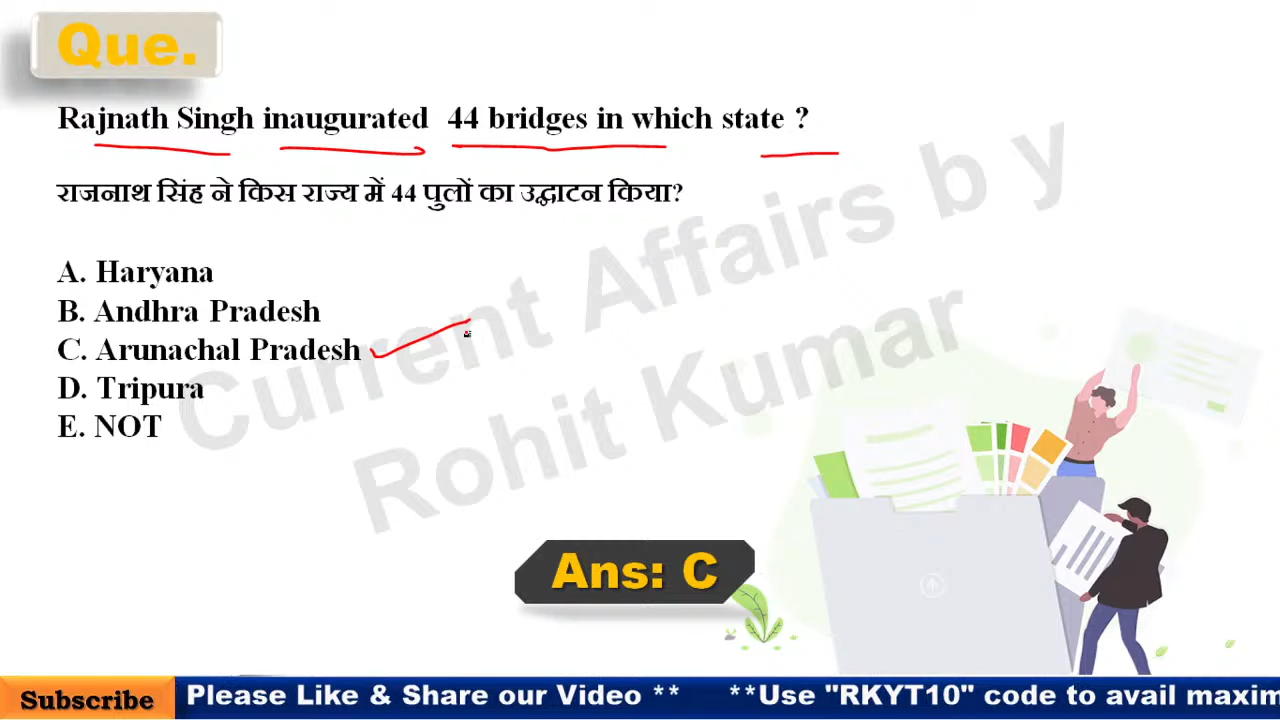 Que.
Rajnath Singh inaugurated 44 bridges in which state ?
राजनाथ सिंह ने किस राज्य में 44 पुलों का उद्घाटन किया?
A. Haryana
B. Andhra Pradesh
C. Arunachal Pradesh
D. Tripura
E. NOT
Current Affairs b y
Rohit Kumar
Ans: C
Subscribe
Please Like & Share our Video ** **Use "RKYT10" code to avail maxim